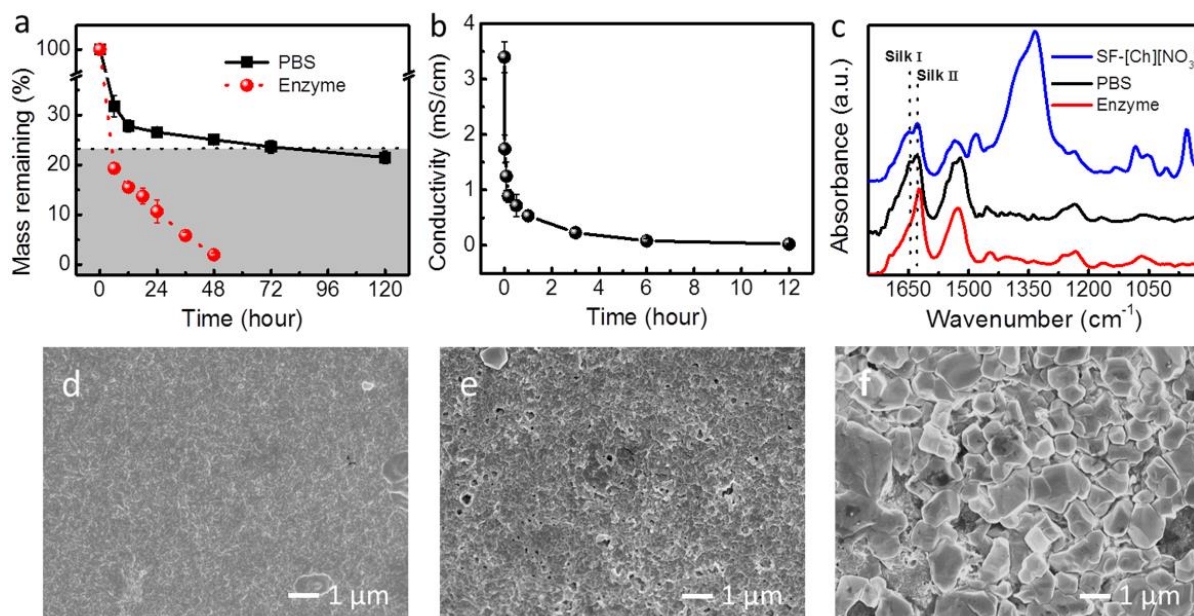 a
100
30
20
10
0
Mass remaining (%)
PBS
Enzyme
0 24 48 72 96 120
Time (hour)
b
4
3
2
1
0
Conductivity (mS/cm)
0 2 4 6 8 10 12
Time (hour)
c
Absorbance (a.u.)
Silk I
Silk II
SF-[Ch][NO3
PBS
Enzyme
1650 1500 1350 1200 1050
Wavenumber (cm⁻¹)
d
1 μm
e
1 μm
f
1 μm